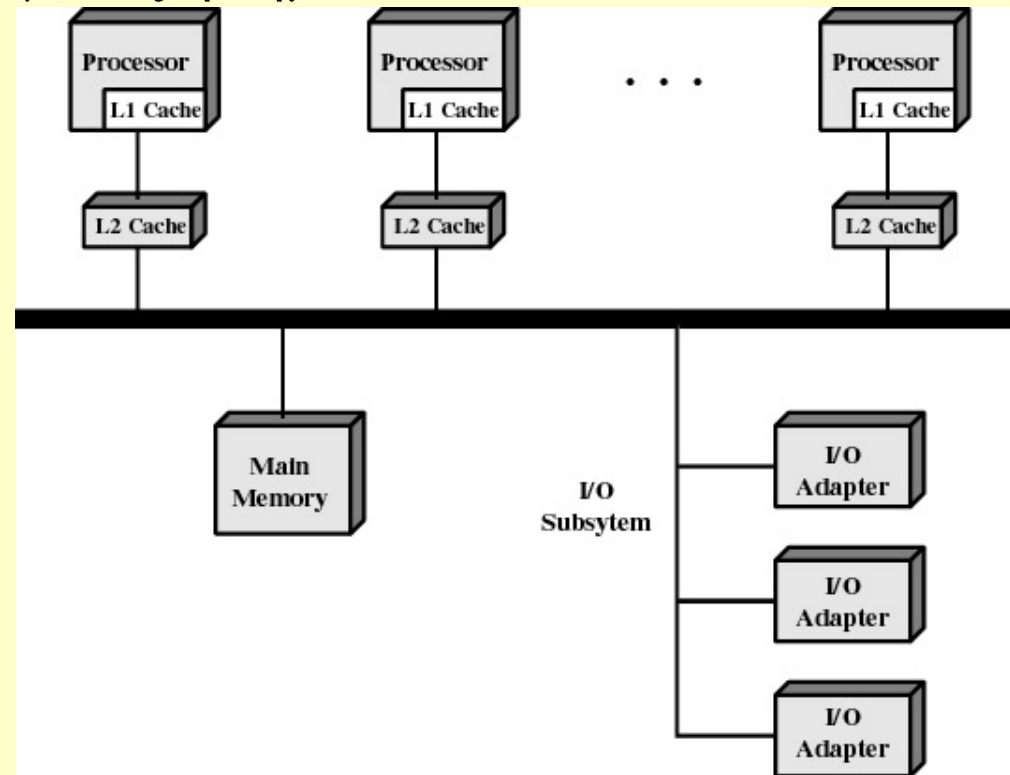 Processor
L1 Cache
L2 Cache
Processor
L1 Cache
L2 Cache
. . .
Processor
L1 Cache
L2 Cache
Main
Memory
I/O
Subsytem
I/O
Adapter
I/O
Adapter
I/O
Adapter